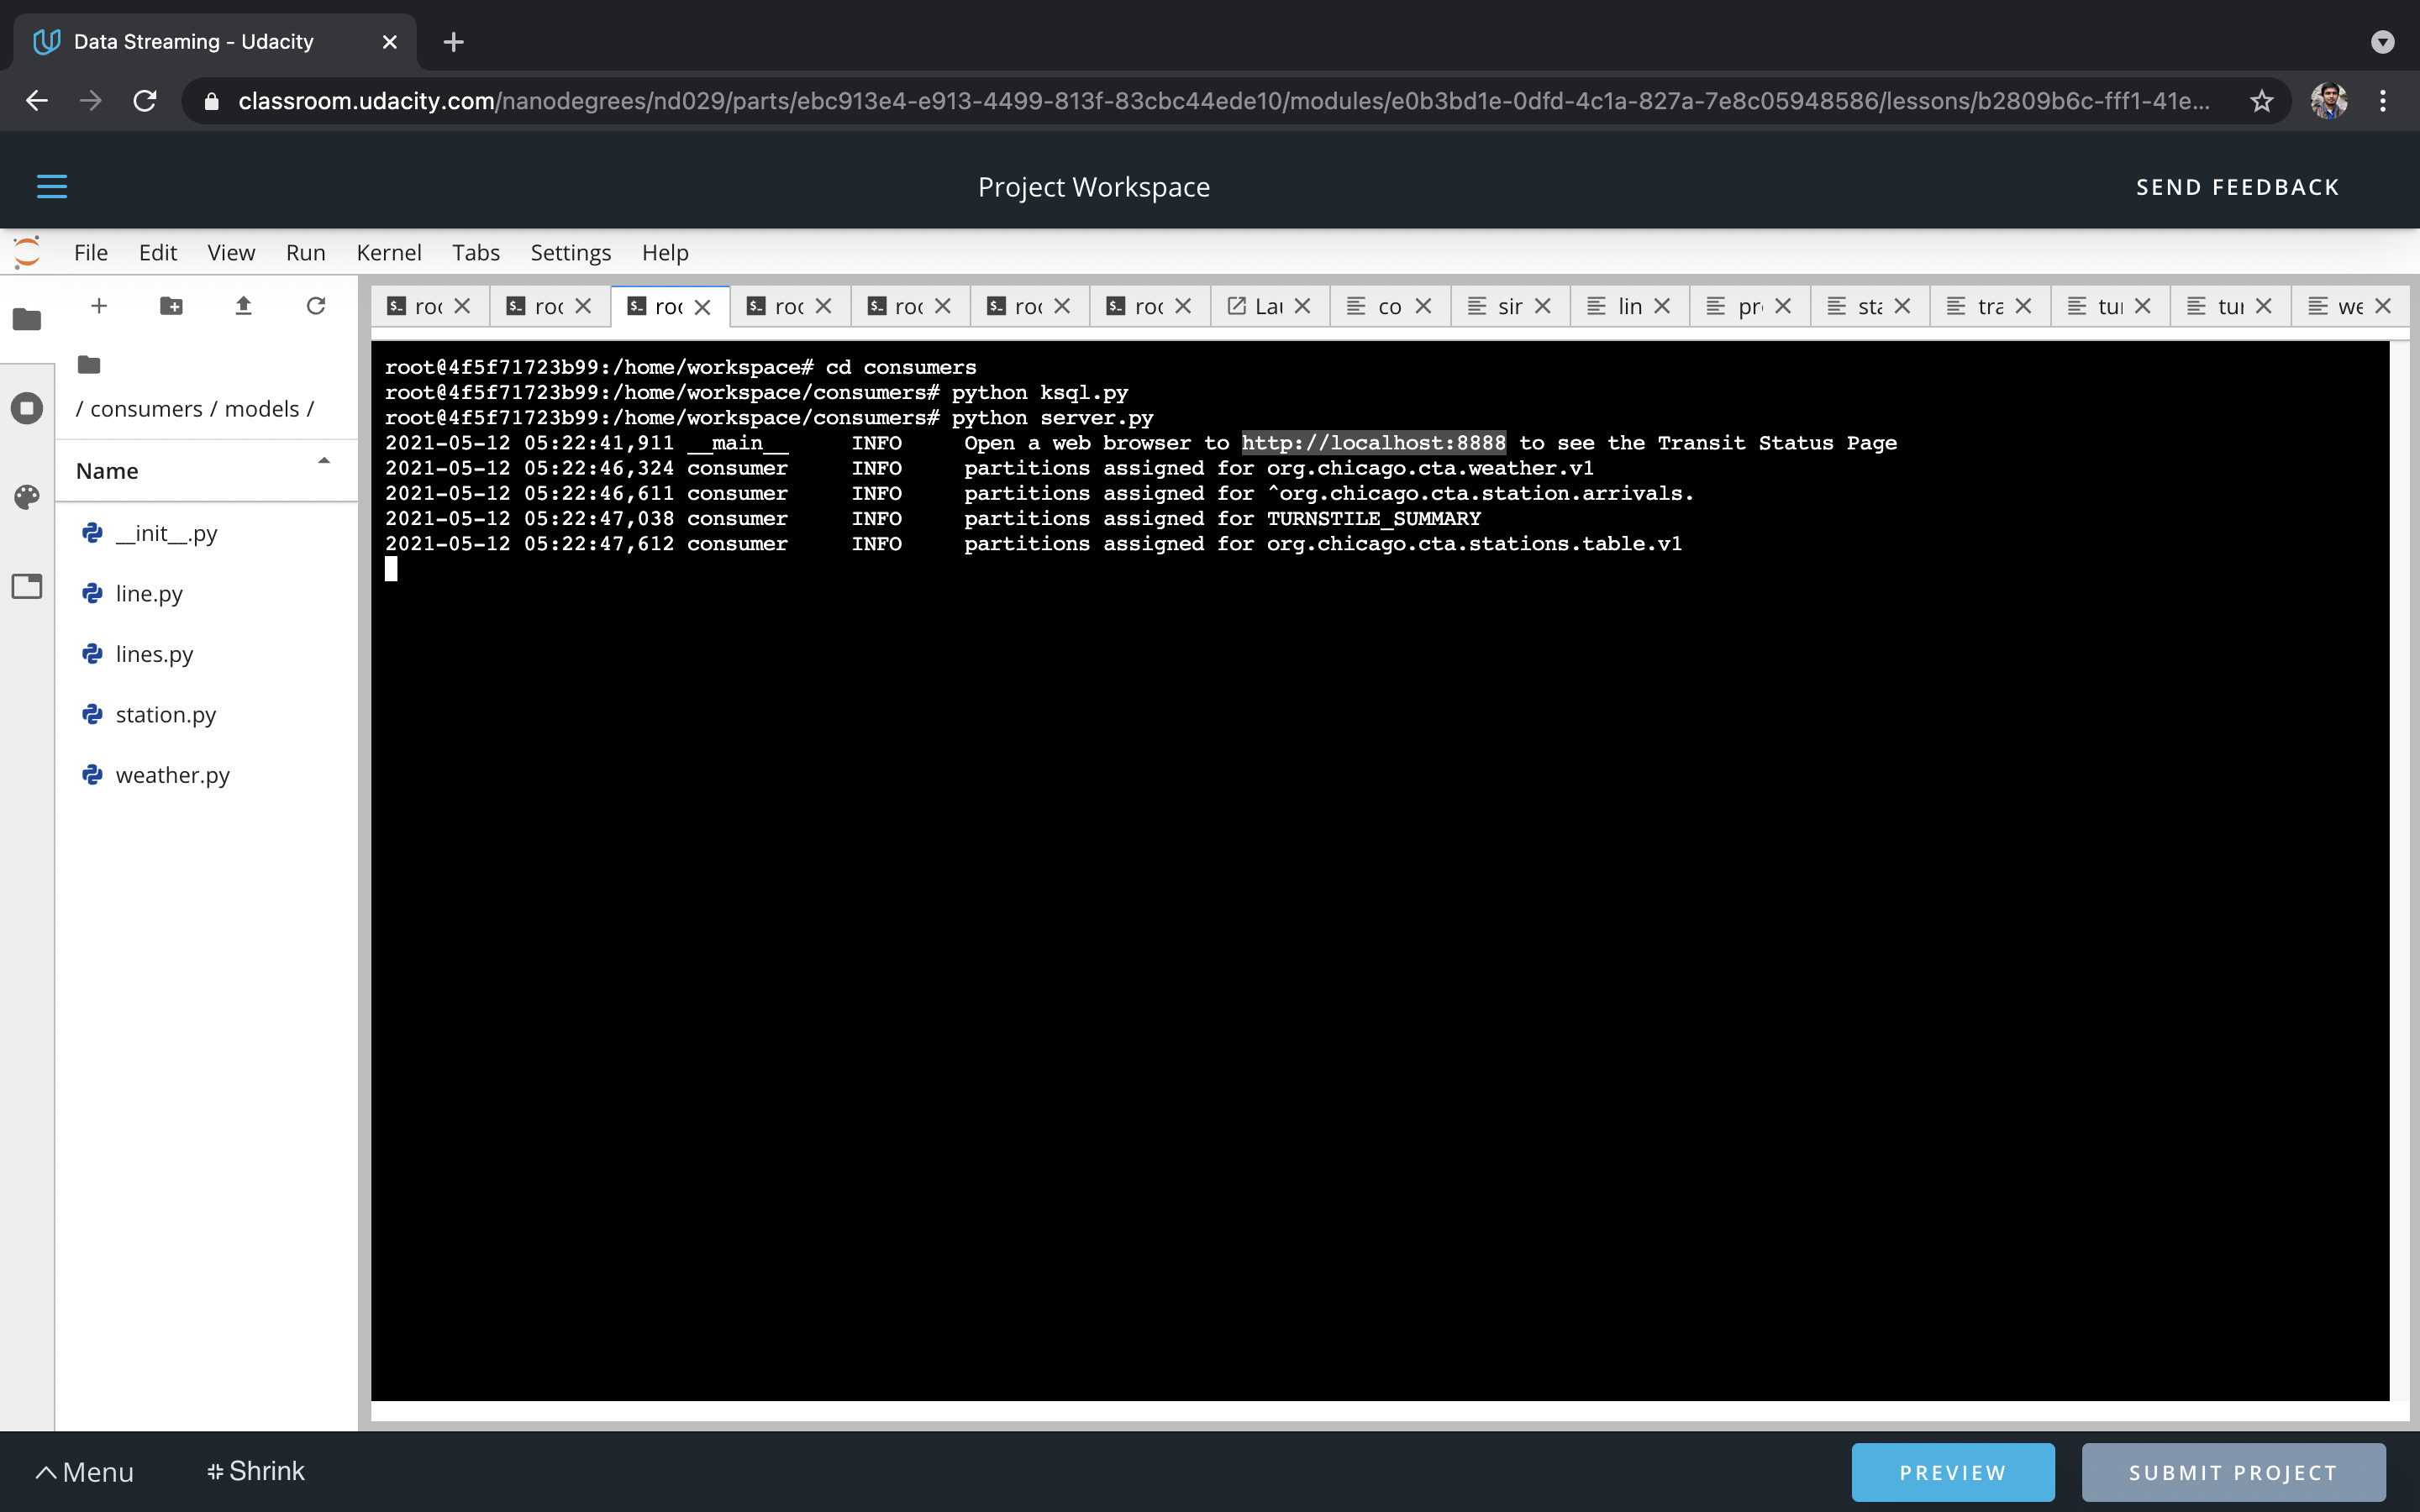 Data Streaming - Udacity
classroom.udacity.com/nanodegrees/nd029/parts/ebc913e4-e913-4499-813f-83cbc44ede10/modules/e0b3bd1e-0dfd-4c1a-827a-7e8c05948586/lessons/b2809b6c-fff1-41e...
Project Workspace
SEND FEEDBACK
File Edit View Run Kernel Tabs Settings Help
roc roc roc roc roc roc roc Lau co sir lin pr sta tra tur tur we
/ consumers / models /
Name
__init__.py
line.py
lines.py
station.py
weather.py
root@4f5f71723b99:/home/workspace# cd consumers
root@4f5f71723b99:/home/workspace/consumers# python ksql.py
root@4f5f71723b99:/home/workspace/consumers# python server.py
2021-05-12 05:22:41,911 __main__ INFO Open a web browser to http://localhost:8888 to see the Transit Status Page
2021-05-12 05:22:46,324 consumer INFO partitions assigned for org.chicago.cta.weather.v1
2021-05-12 05:22:46,611 consumer INFO partitions assigned for ^org.chicago.cta.station.arrivals.
2021-05-12 05:22:47,038 consumer INFO partitions assigned for TURNSTILE_SUMMARY
2021-05-12 05:22:47,612 consumer INFO partitions assigned for org.chicago.cta.stations.table.v1
Menu
Shrink
PREVIEW
SUBMIT PROJECT